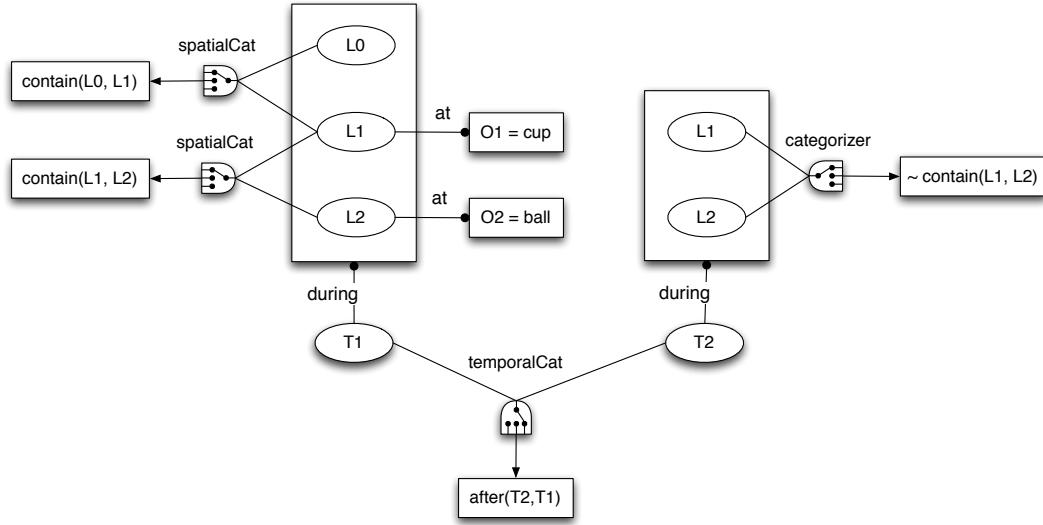 spatialCat
L0
contain(L0, L1)
at
L1
O1 = cup
L1
categorizer
spatialCat
contain(L1, L2)
at
L2
O2 = ball
L2
~ contain(L1, L2)
during
during
T1
T2
temporalCat
after(T2,T1)